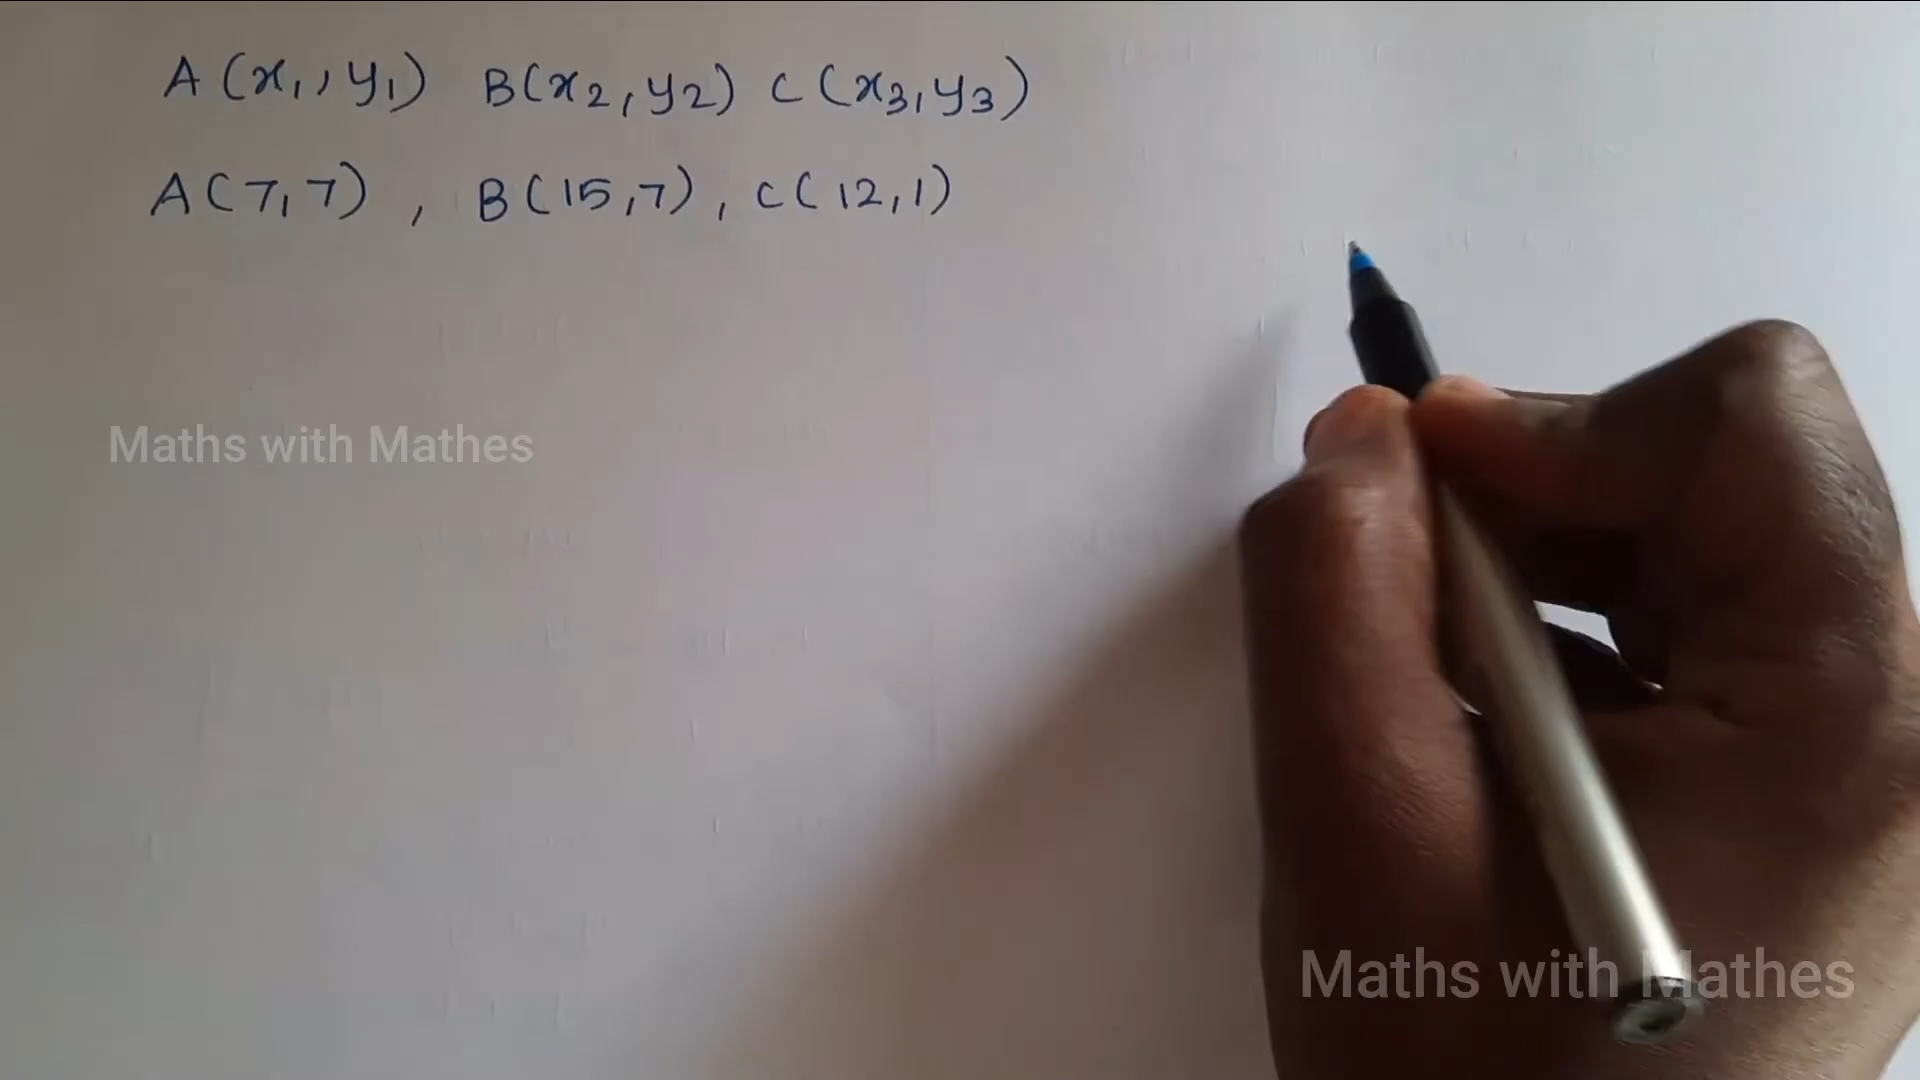 A(x₁, y₁) B(x₂, y₂) C(x₃, y₃)
A(7,7) , B(15,7) , C(12,1)
Maths with Mathes
Maths with Mathes